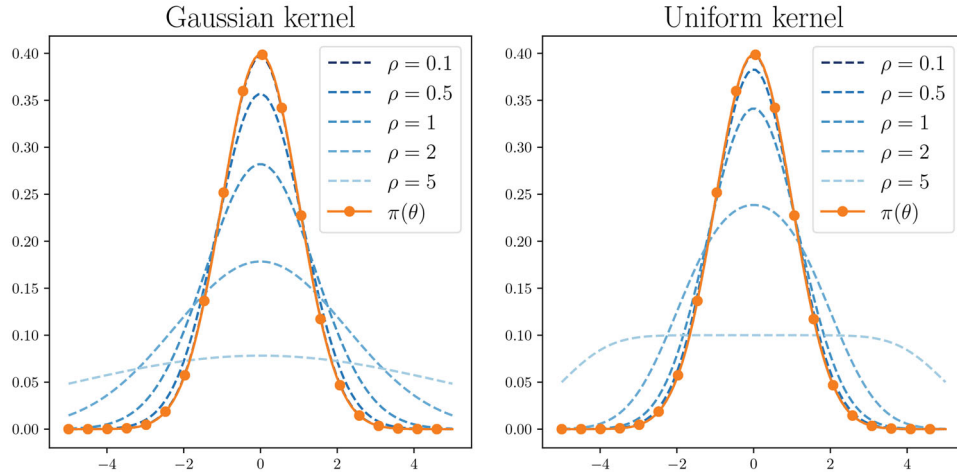 Gaussian kernel
0.40
0.35
0.30
0.25
0.20
0.15
0.10
0.05
0.00
−4
−2
0
2
4
ρ = 0.1
ρ = 0.5
ρ = 1
ρ = 2
ρ = 5
π(θ)
Uniform kernel
0.40
0.35
0.30
0.25
0.20
0.15
0.10
0.05
0.00
−4
−2
0
2
4
ρ = 0.1
ρ = 0.5
ρ = 1
ρ = 2
ρ = 5
π(θ)